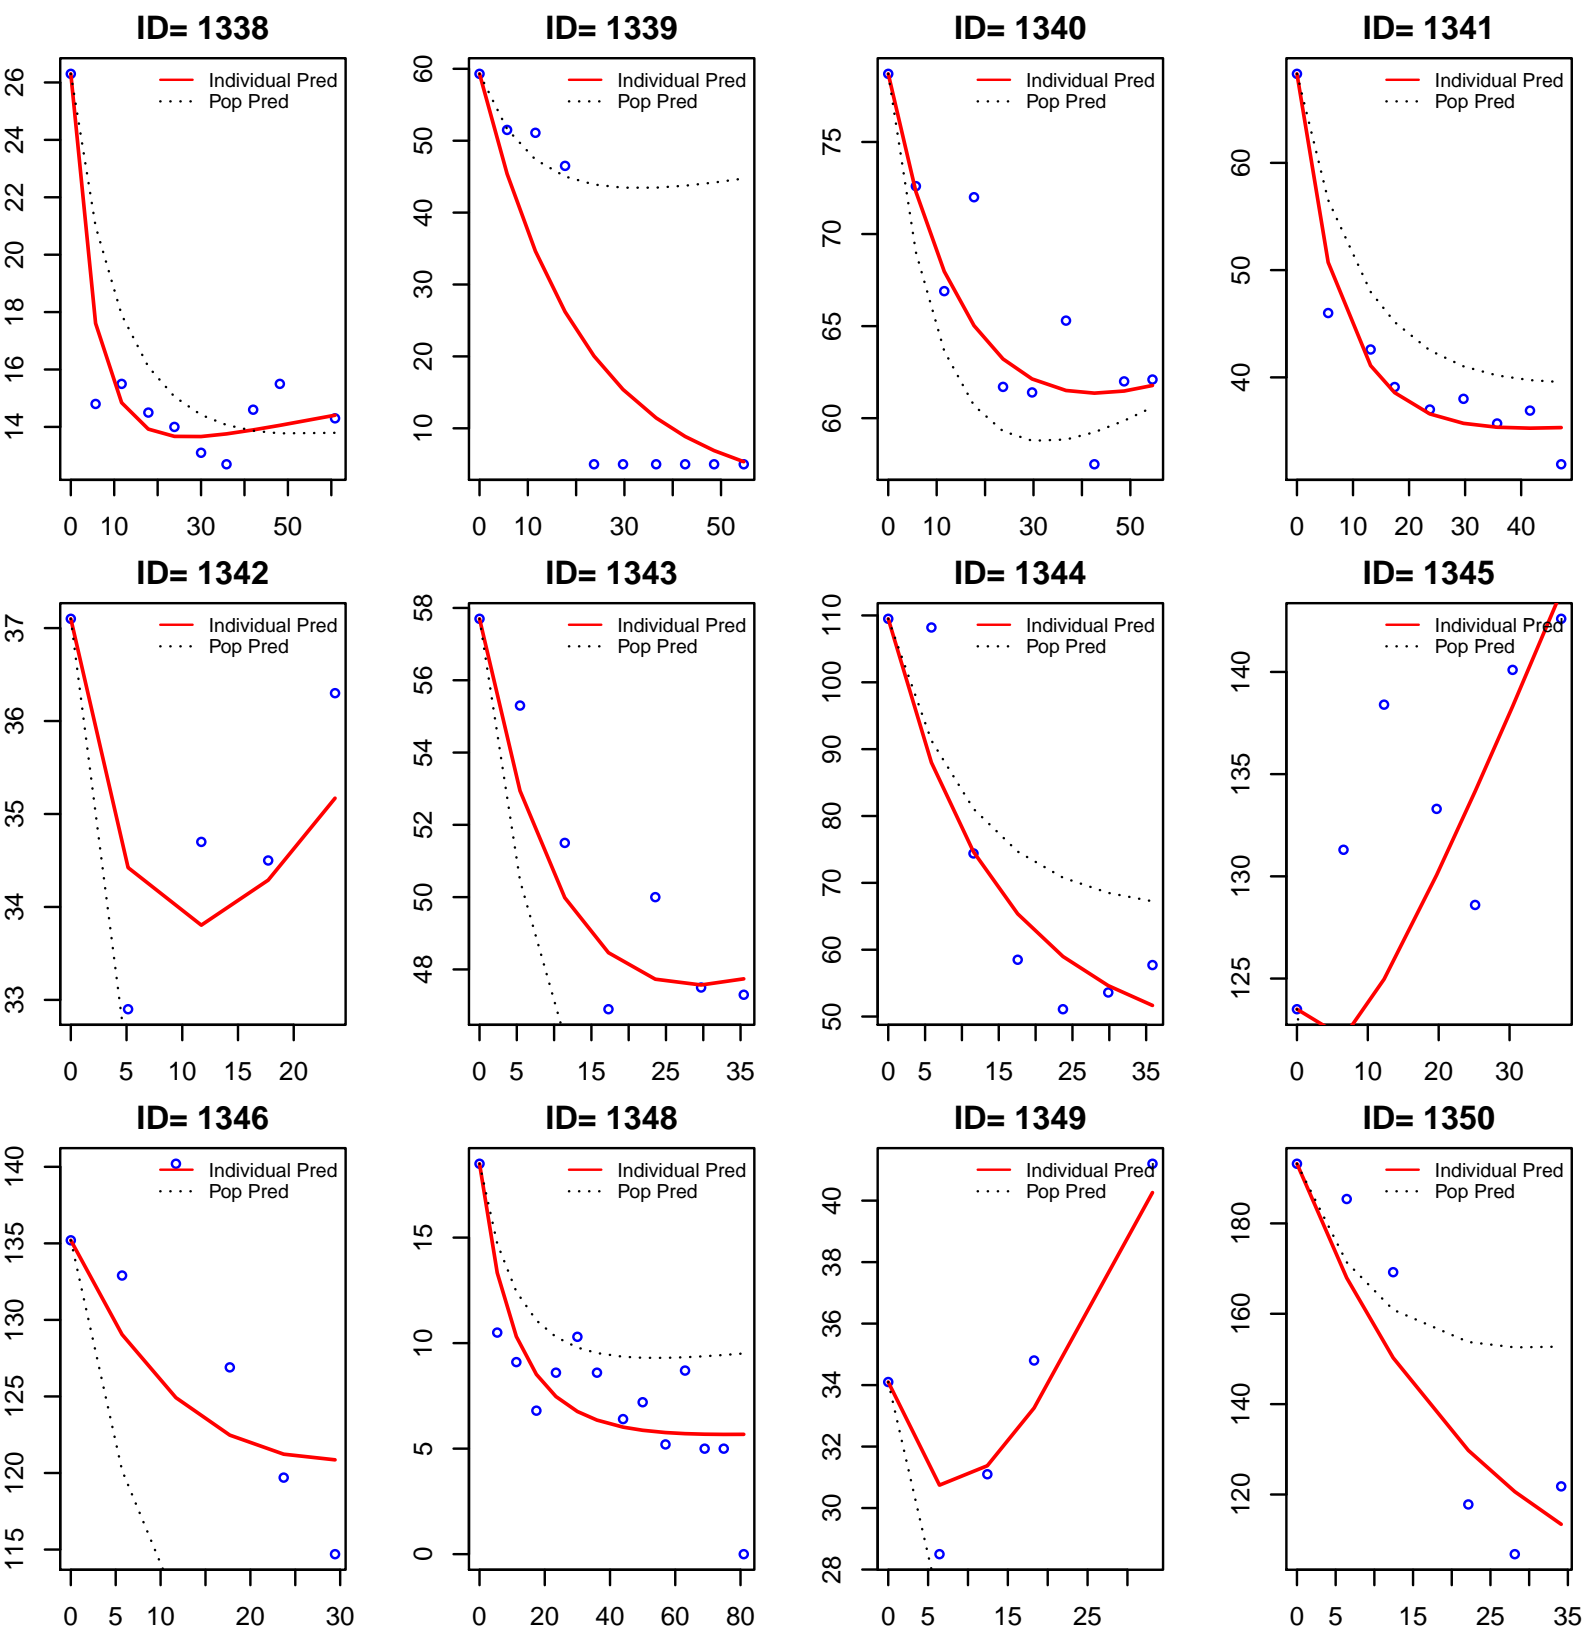 ID= 1338
Individual Pred
Pop Pred
26
24
22
20
18
16
14
0 10 30 50
ID= 1339
Individual Pred
Pop Pred
60
50
40
30
20
10
0 10 30 50
ID= 1340
Individual Pred
Pop Pred
75
70
65
60
0 10 30 50
ID= 1341
Individual Pred
Pop Pred
60
50
40
0 10 20 30 40
ID= 1342
Individual Pred
Pop Pred
37
36
35
34
33
0 5 10 15 20
ID= 1343
Individual Pred
Pop Pred
58
56
54
52
50
48
0 5 15 25 35
ID= 1344
Individual Pred
Pop Pred
110
100
90
80
70
60
50
0 5 15 25 35
ID= 1345
Individual Pred
Pop Pred
140
135
130
125
0 10 20 30
ID= 1346
Individual Pred
Pop Pred
140
135
130
125
120
115
0 5 10 20 30
ID= 1348
Individual Pred
Pop Pred
15
10
5
0
0 20 40 60 80
ID= 1349
Individual Pred
Pop Pred
40
38
36
34
32
30
28
0 5 15 25
ID= 1350
Individual Pred
Pop Pred
180
160
140
120
0 5 15 25 35